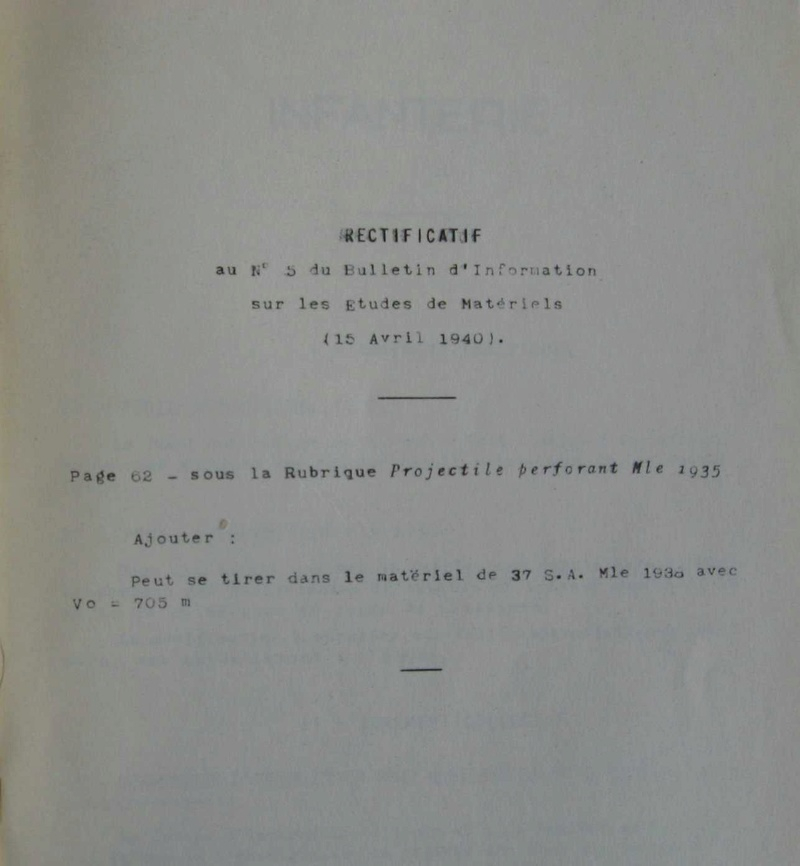 INFANTERIE
RECTIFICATIF
au N° 5 du Bulletin d'Information
sur les Etudes de Matériels
(15 Avril 1940).
Page 62 - sous la Rubrique Projectile perforant Mle 1935
Ajouter :
Peut se tirer dans le matériel de 37 S.A. Mle 1938 avec
Vo = 705 m